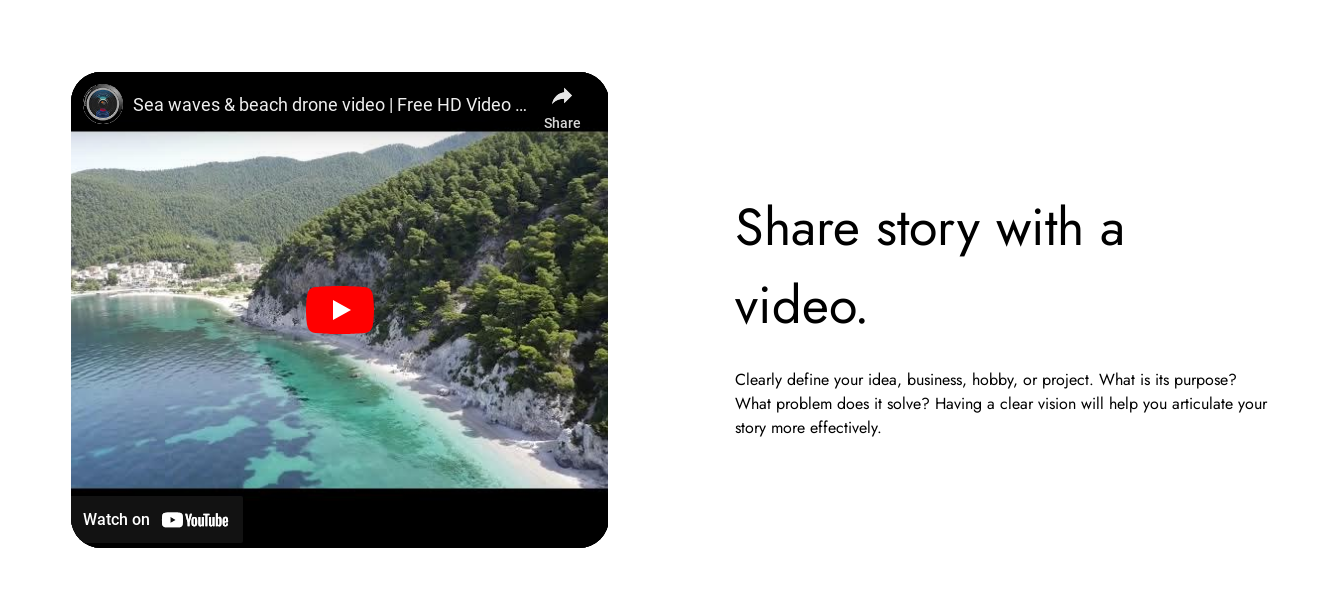 Sea waves & beach drone video | Free HD Video ...
Share
Watch on YouTube
Share story with a
video.
Clearly define your idea, business, hobby, or project. What is its purpose?
What problem does it solve? Having a clear vision will help you articulate your
story more effectively.